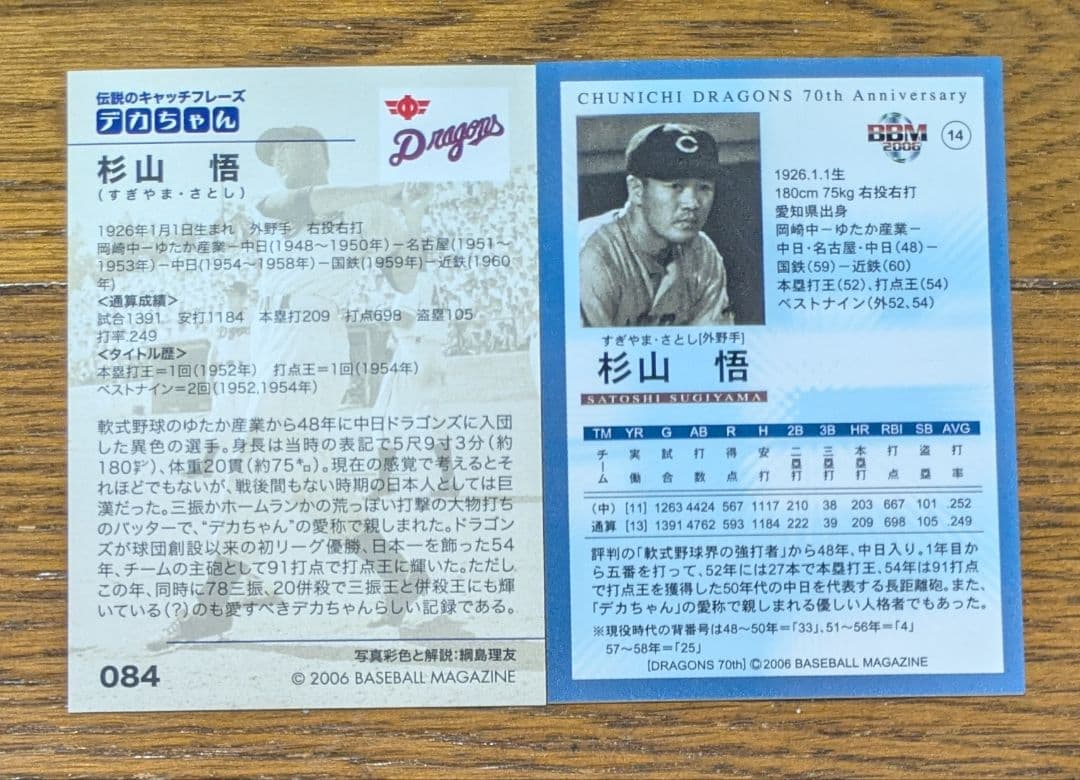 伝説のキャッチフレーズ
デカちゃん
Dragons
杉山 悟
(すぎやま・さとし)
1926年1月1日生まれ 外野手 右投右打
岡崎中−ゆたか産業−中日(1948〜1950年)−名古屋(1951〜
1953年)−中日(1954〜1958年)−国鉄(1959年)−近鉄(1960
年)
<通算成績>
試合1391 安打1184 本塁打209 打点698 盗塁105
打率.249
<タイトル歴>
本塁打王=1回(1952年) 打点王=1回(1954年)
ベストナイン=2回(1952,1954年)
軟式野球のゆたか産業から48年に中日ドラゴンズに入団
した異色の選手。身長は当時の表記で5尺9寸3分(約
180㌢)、体重20貫(約75㌔)。現在の感覚で考えるとそ
れほどでもないが、戦後間もない時期の日本人としては巨
漢だった。三振かホームランかの荒っぽい打撃の大物打ち
のバッターで、“デカちゃん”の愛称で親しまれた。ドラゴン
ズが球団創設以来の初リーグ優勝、日本一を飾った54
年、チームの主砲として91打点で打点王に輝いた。ただし
この年、同時に78三振、20併殺で三振王と併殺王にも輝
いている(?)のも愛すべきデカちゃんらしい記録である。
写真彩色と解説:綱島理友
084
© 2006 BASEBALL MAGAZINE
CHUNICHI DRAGONS 70th Anniversary
BBM
2006
14
C
1926.1.1生
180cm 75kg 右投右打
愛知県出身
岡崎中−ゆたか産業−
中日・名古屋・中日(48)−
国鉄(59)−近鉄(60)
本塁打王(52)、打点王(54)
ベストナイン(外52、54)
すぎやま・さとし[外野手]
杉山 悟
SATOSHI SUGIYAMA
TM YR G AB R H 2B 3B HR RBI SB AVG
チーム 実働 試合 打数 得点 安打 二塁打 三塁打 本塁打 打点 盗塁 打率
(中) [11] 1263 4424 567 1117 210 38 203 667 101 .252
通算 [13] 1391 4762 593 1184 222 39 209 698 105 .249
評判の「軟式野球界の強打者」から48年、中日入り。1年目か
ら五番を打って、52年には27本で本塁打王、54年は91打点
で打点王を獲得した50年代の中日を代表する長距離砲。また、
「デカちゃん」の愛称で親しまれる優しい人格者でもあった。
※現役時代の背番号は48〜50年=「33」、51〜56年=「4」
57〜58年=「25」
[DRAGONS 70th] © 2006 BASEBALL MAGAZINE